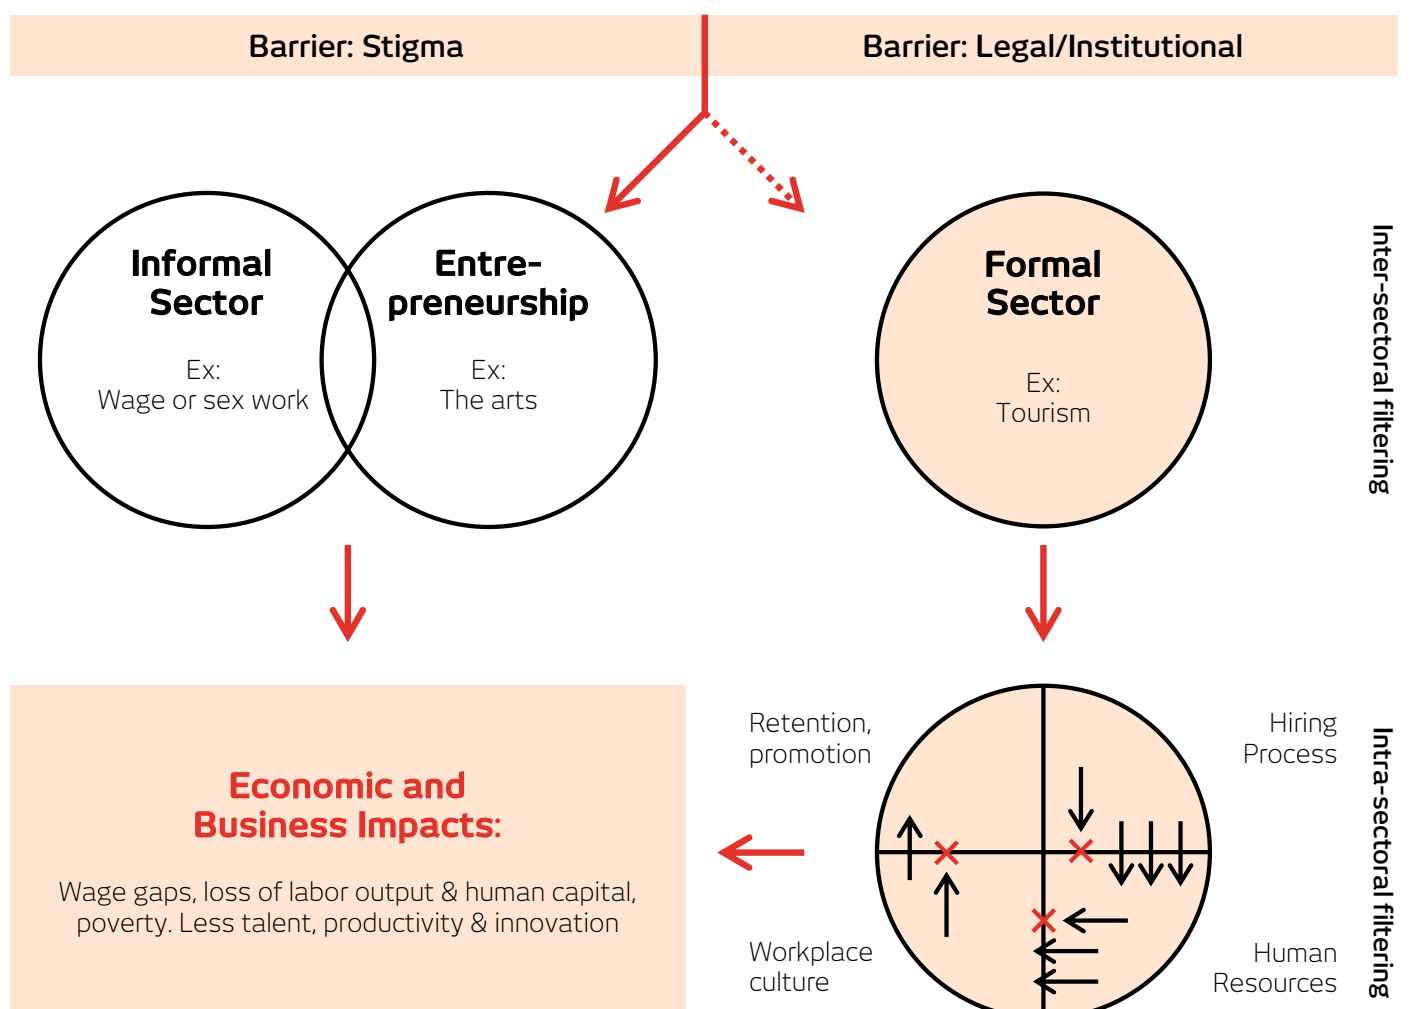 Barrier: Stigma
Barrier: Legal/Institutional
Informal
Sector
Ex:
Wage or sex work
Entre-
preneurship
Ex:
The arts
Formal
Sector
Ex:
Tourism
Inter-sectoral filtering
Economic and
Business Impacts:
Wage gaps, loss of labor output & human capital,
poverty. Less talent, productivity & innovation
Retention,
promotion
Hiring
Process
Workplace
culture
Human
Resources
Intra-sectoral filtering